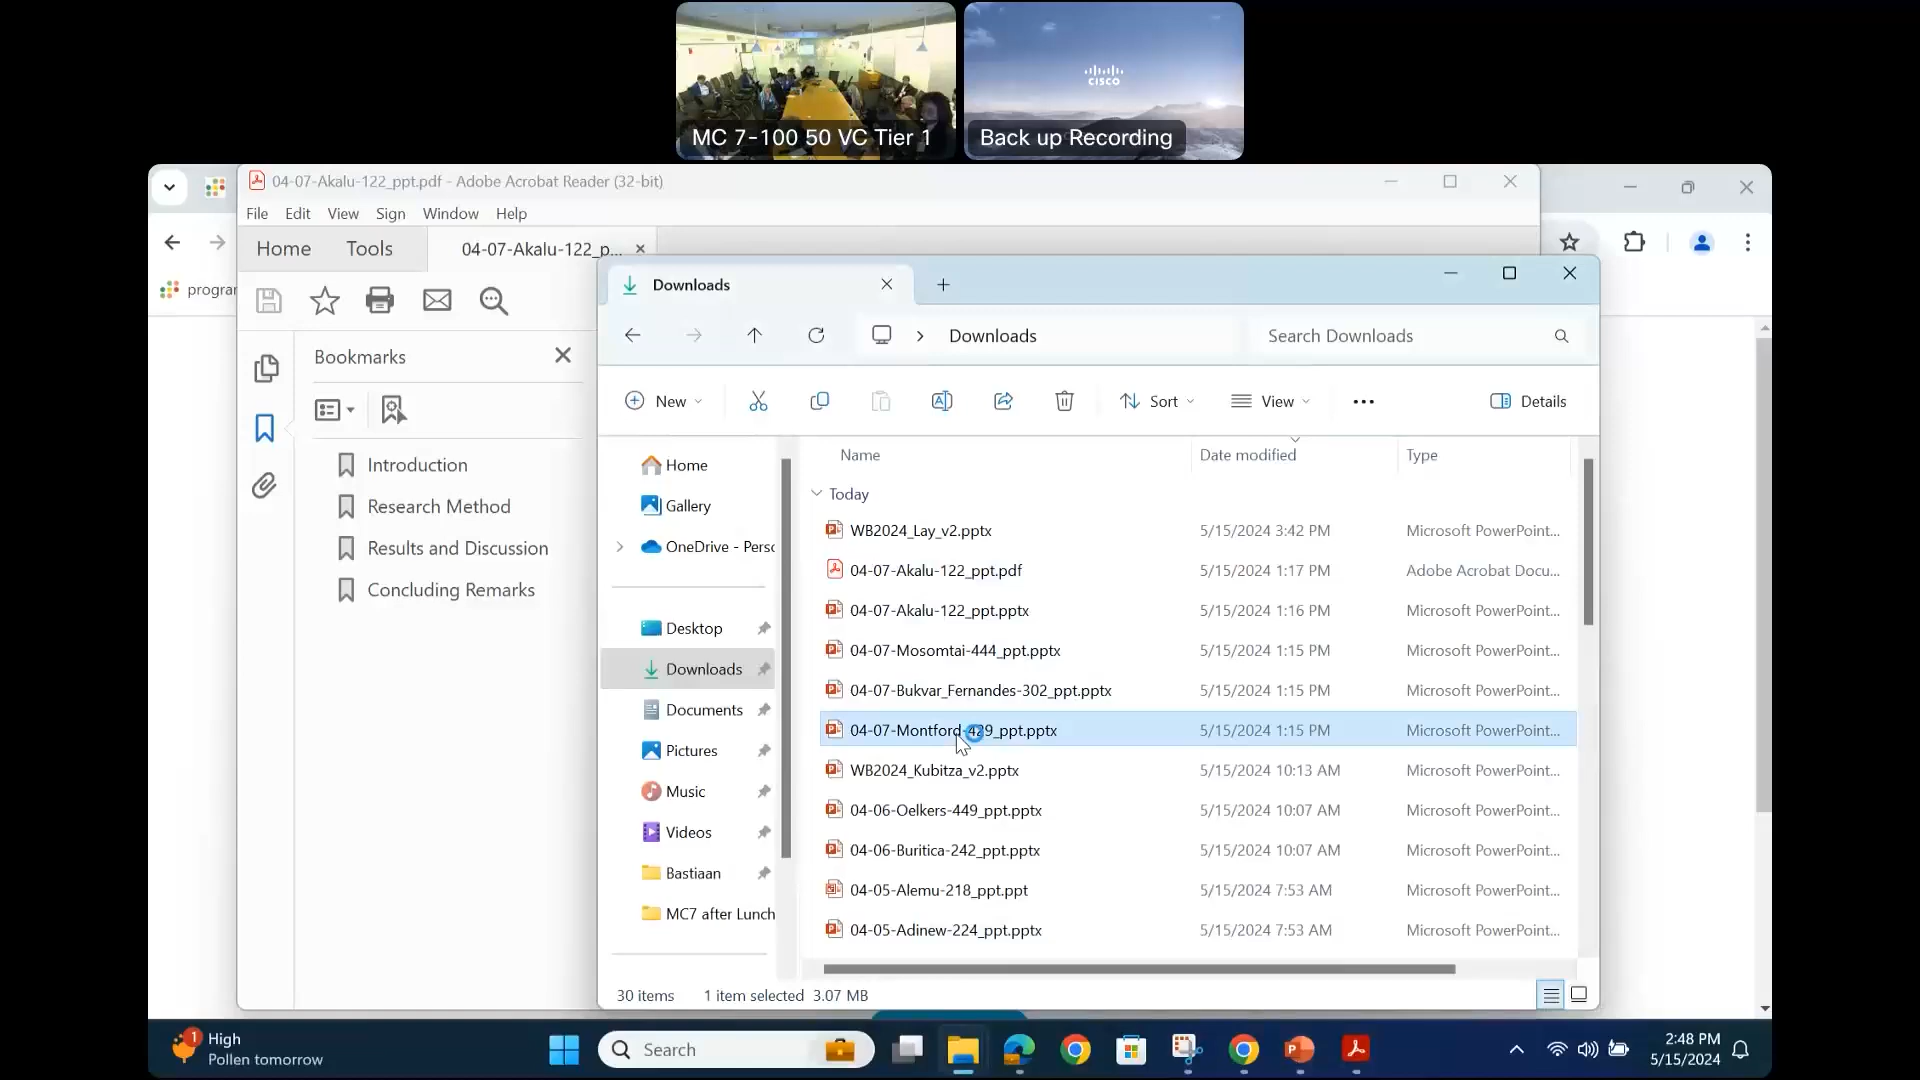 CISCO
MC 7-100 50 VC Tier 1
Back up Recording
04-07-Akalu-122_ppt.pdf - Adobe Acrobat Reader (32-bit)
File Edit View Sign Window Help
Home Tools 04-07-Akalu-122_p...
Downloads
prograr
Downloads
Search Downloads
Bookmarks
New Sort View ... Details
Introduction
Research Method
Results and Discussion
Concluding Remarks
Home
Gallery
OneDrive - Perso
Desktop
Downloads
Documents
Pictures
Music
Videos
Bastiaan
MC7 after Lunch
Name Date modified Type
Today
WB2024_Lay_v2.pptx 5/15/2024 3:42 PM Microsoft PowerPoint...
04-07-Akalu-122_ppt.pdf 5/15/2024 1:17 PM Adobe Acrobat Docu...
04-07-Akalu-122_ppt.pptx 5/15/2024 1:16 PM Microsoft PowerPoint...
04-07-Mosomtai-444_ppt.pptx 5/15/2024 1:15 PM Microsoft PowerPoint...
04-07-Bukvar_Fernandes-302_ppt.pptx 5/15/2024 1:15 PM Microsoft PowerPoint...
04-07-Montford-429_ppt.pptx 5/15/2024 1:15 PM Microsoft PowerPoint...
WB2024_Kubitza_v2.pptx 5/15/2024 10:13 AM Microsoft PowerPoint...
04-06-Oelkers-449_ppt.pptx 5/15/2024 10:07 AM Microsoft PowerPoint...
04-06-Buritica-242_ppt.pptx 5/15/2024 10:07 AM Microsoft PowerPoint...
04-05-Alemu-218_ppt.ppt 5/15/2024 7:53 AM Microsoft PowerPoint...
04-05-Adinew-224_ppt.pptx 5/15/2024 7:53 AM Microsoft PowerPoint...
30 items 1 item selected 3.07 MB
1
High
Pollen tomorrow
Search
2:48 PM
5/15/2024